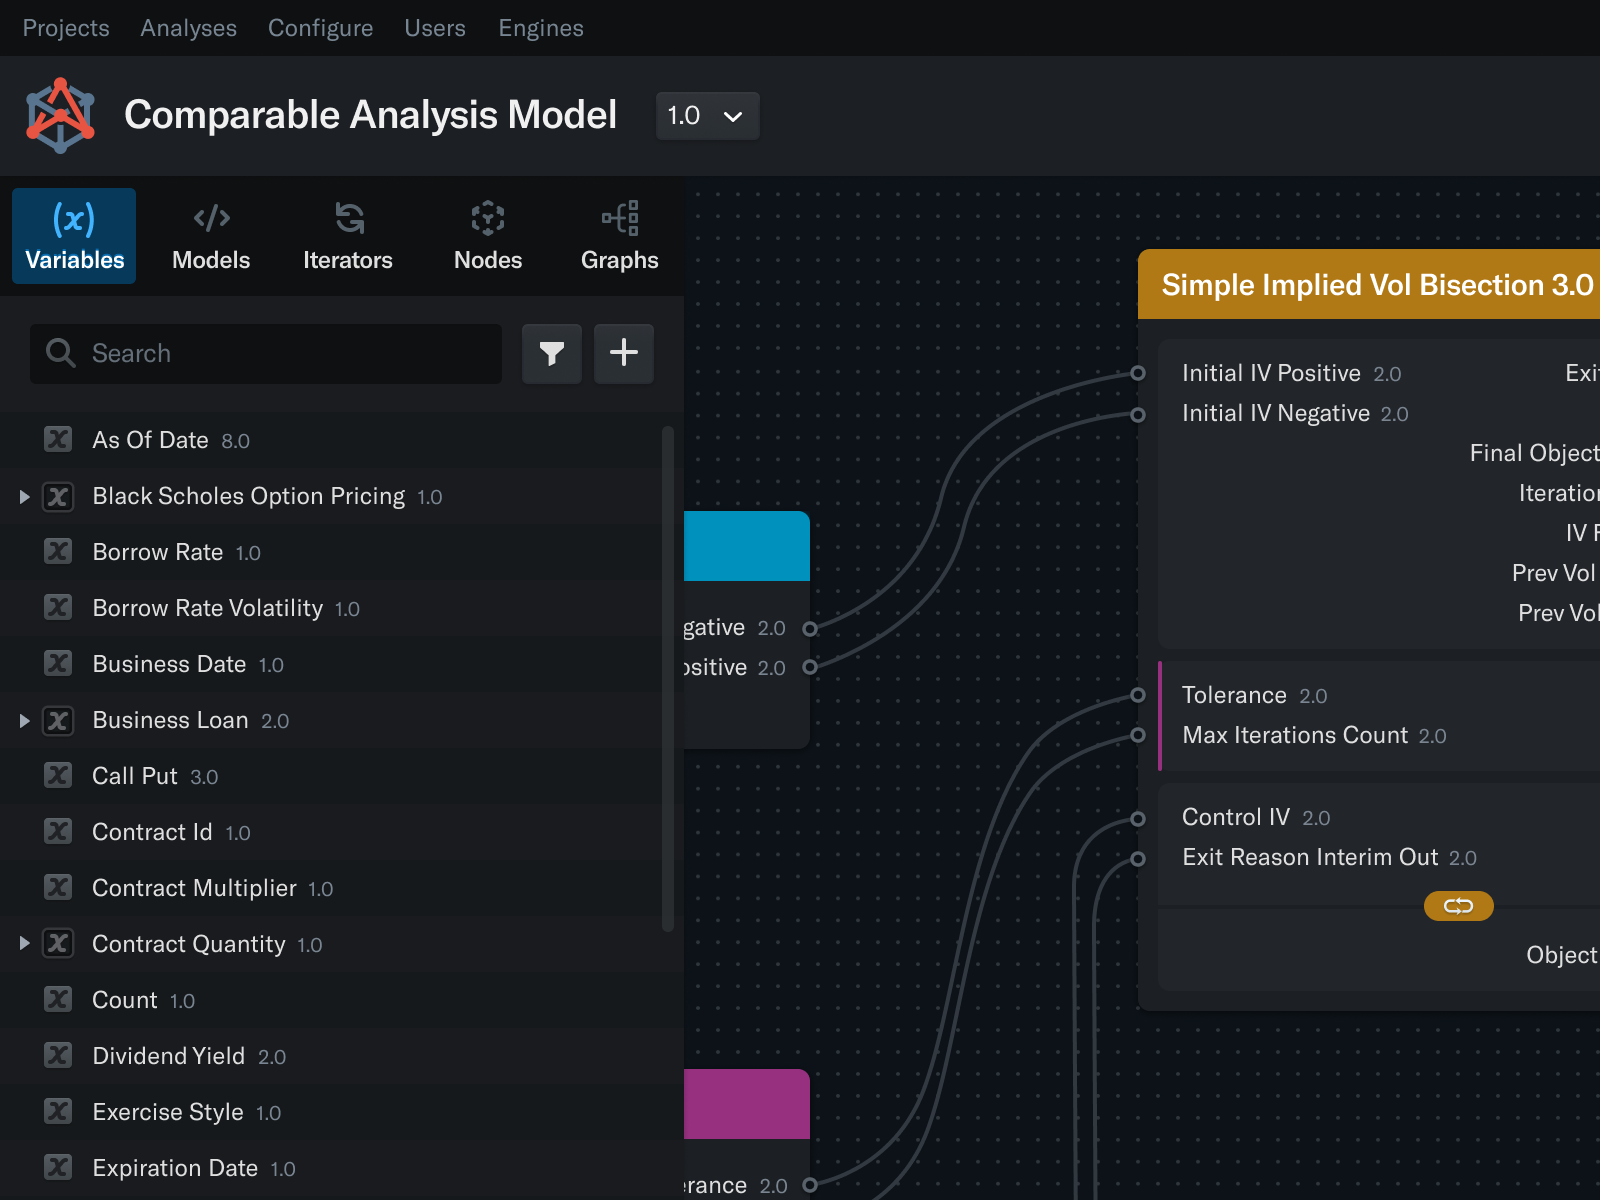 Projects Analyses Configure Users Engines
Comparable Analysis Model 1.0
Variables Models Iterators Nodes Graphs
Search
As Of Date 8.0
Black Scholes Option Pricing 1.0
Borrow Rate 1.0
Borrow Rate Volatility 1.0
Business Date 1.0
Business Loan 2.0
Call Put 3.0
Contract Id 1.0
Contract Multiplier 1.0
Contract Quantity 1.0
Count 1.0
Dividend Yield 2.0
Exercise Style 1.0
Expiration Date 1.0
gative 2.0
ositive 2.0
erance 2.0
Simple Implied Vol Bisection 3.0
Initial IV Positive 2.0 Exit
Initial IV Negative 2.0
Final Object
Iteration
IV P
Prev Vol
Prev Vol
Tolerance 2.0
Max Iterations Count 2.0
Control IV 2.0
Exit Reason Interim Out 2.0
Object